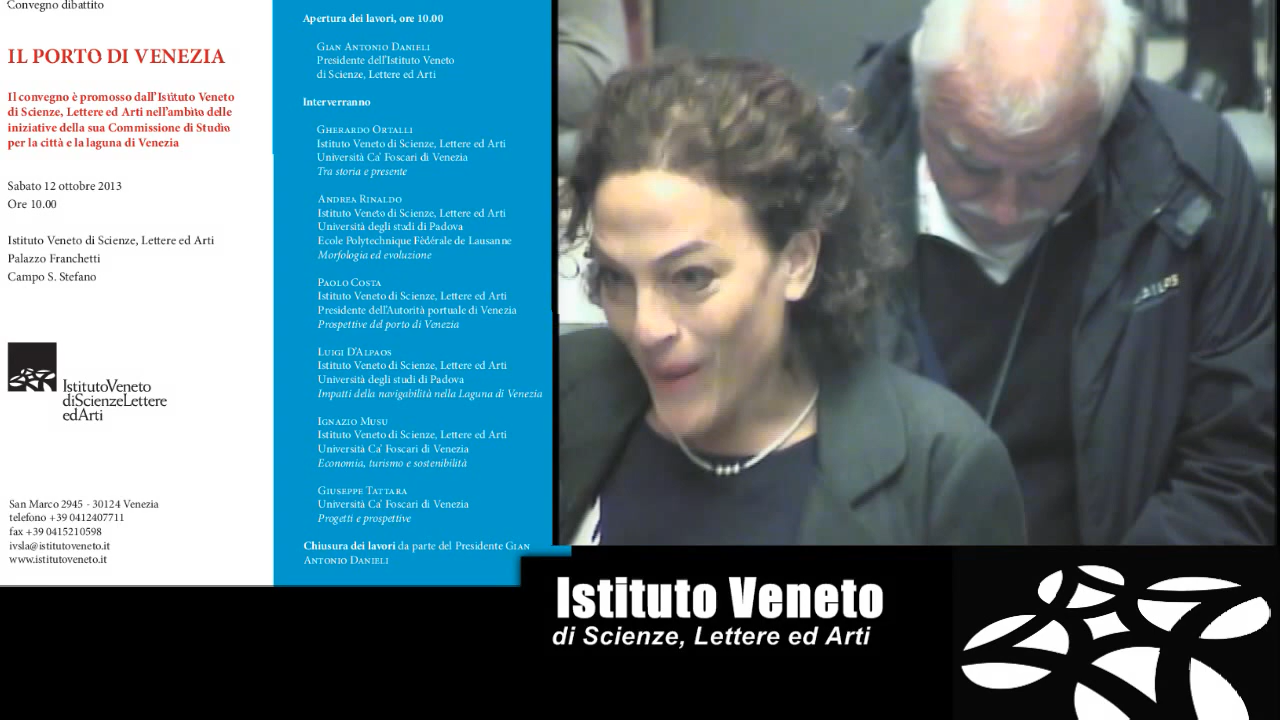 Convegno dibattito
IL PORTO DI VENEZIA
Il convegno è promosso dall'Istituto Veneto
di Scienze, Lettere ed Arti nell'ambito delle
iniziative della sua Commissione di Studio
per la città e la laguna di Venezia
Sabato 12 ottobre 2013
Ore 10.00
Istituto Veneto di Scienze, Lettere ed Arti
Palazzo Franchetti
Campo S. Stefano
IstitutoVeneto
diScienzeLettere
edArti
San Marco 2945 - 30124 Venezia
telefono +39 0412407711
fax +39 0415210598
ivsla@istitutoveneto.it
www.istitutoveneto.it
Apertura dei lavori, ore 10.00
Gian Antonio Danieli
Presidente dell'Istituto Veneto
di Scienze, Lettere ed Arti
Interverranno
Gherardo Ortalli
Istituto Veneto di Scienze, Lettere ed Arti
Università Ca' Foscari di Venezia
Tra storia e presente
Andrea Rinaldo
Istituto Veneto di Scienze, Lettere ed Arti
Università degli studi di Padova
Ecole Polytechnique Fèdérale de Lausanne
Morfologia ed evoluzione
Paolo Costa
Istituto Veneto di Scienze, Lettere ed Arti
Presidente dell'Autorità portuale di Venezia
Prospettive del porto di Venezia
Luigi D'Alpaos
Istituto Veneto di Scienze, Lettere ed Arti
Università degli studi di Padova
Impatti della navigabilità nella Laguna di Venezia
Ignazio Musu
Istituto Veneto di Scienze, Lettere ed Arti
Università Ca' Foscari di Venezia
Economia, turismo e sostenibilità
Giuseppe Tattara
Università Ca' Foscari di Venezia
Progetti e prospettive
Chiusura dei lavori da parte del Presidente Gian
Antonio Danieli
Istituto Veneto
di Scienze, Lettere ed Arti